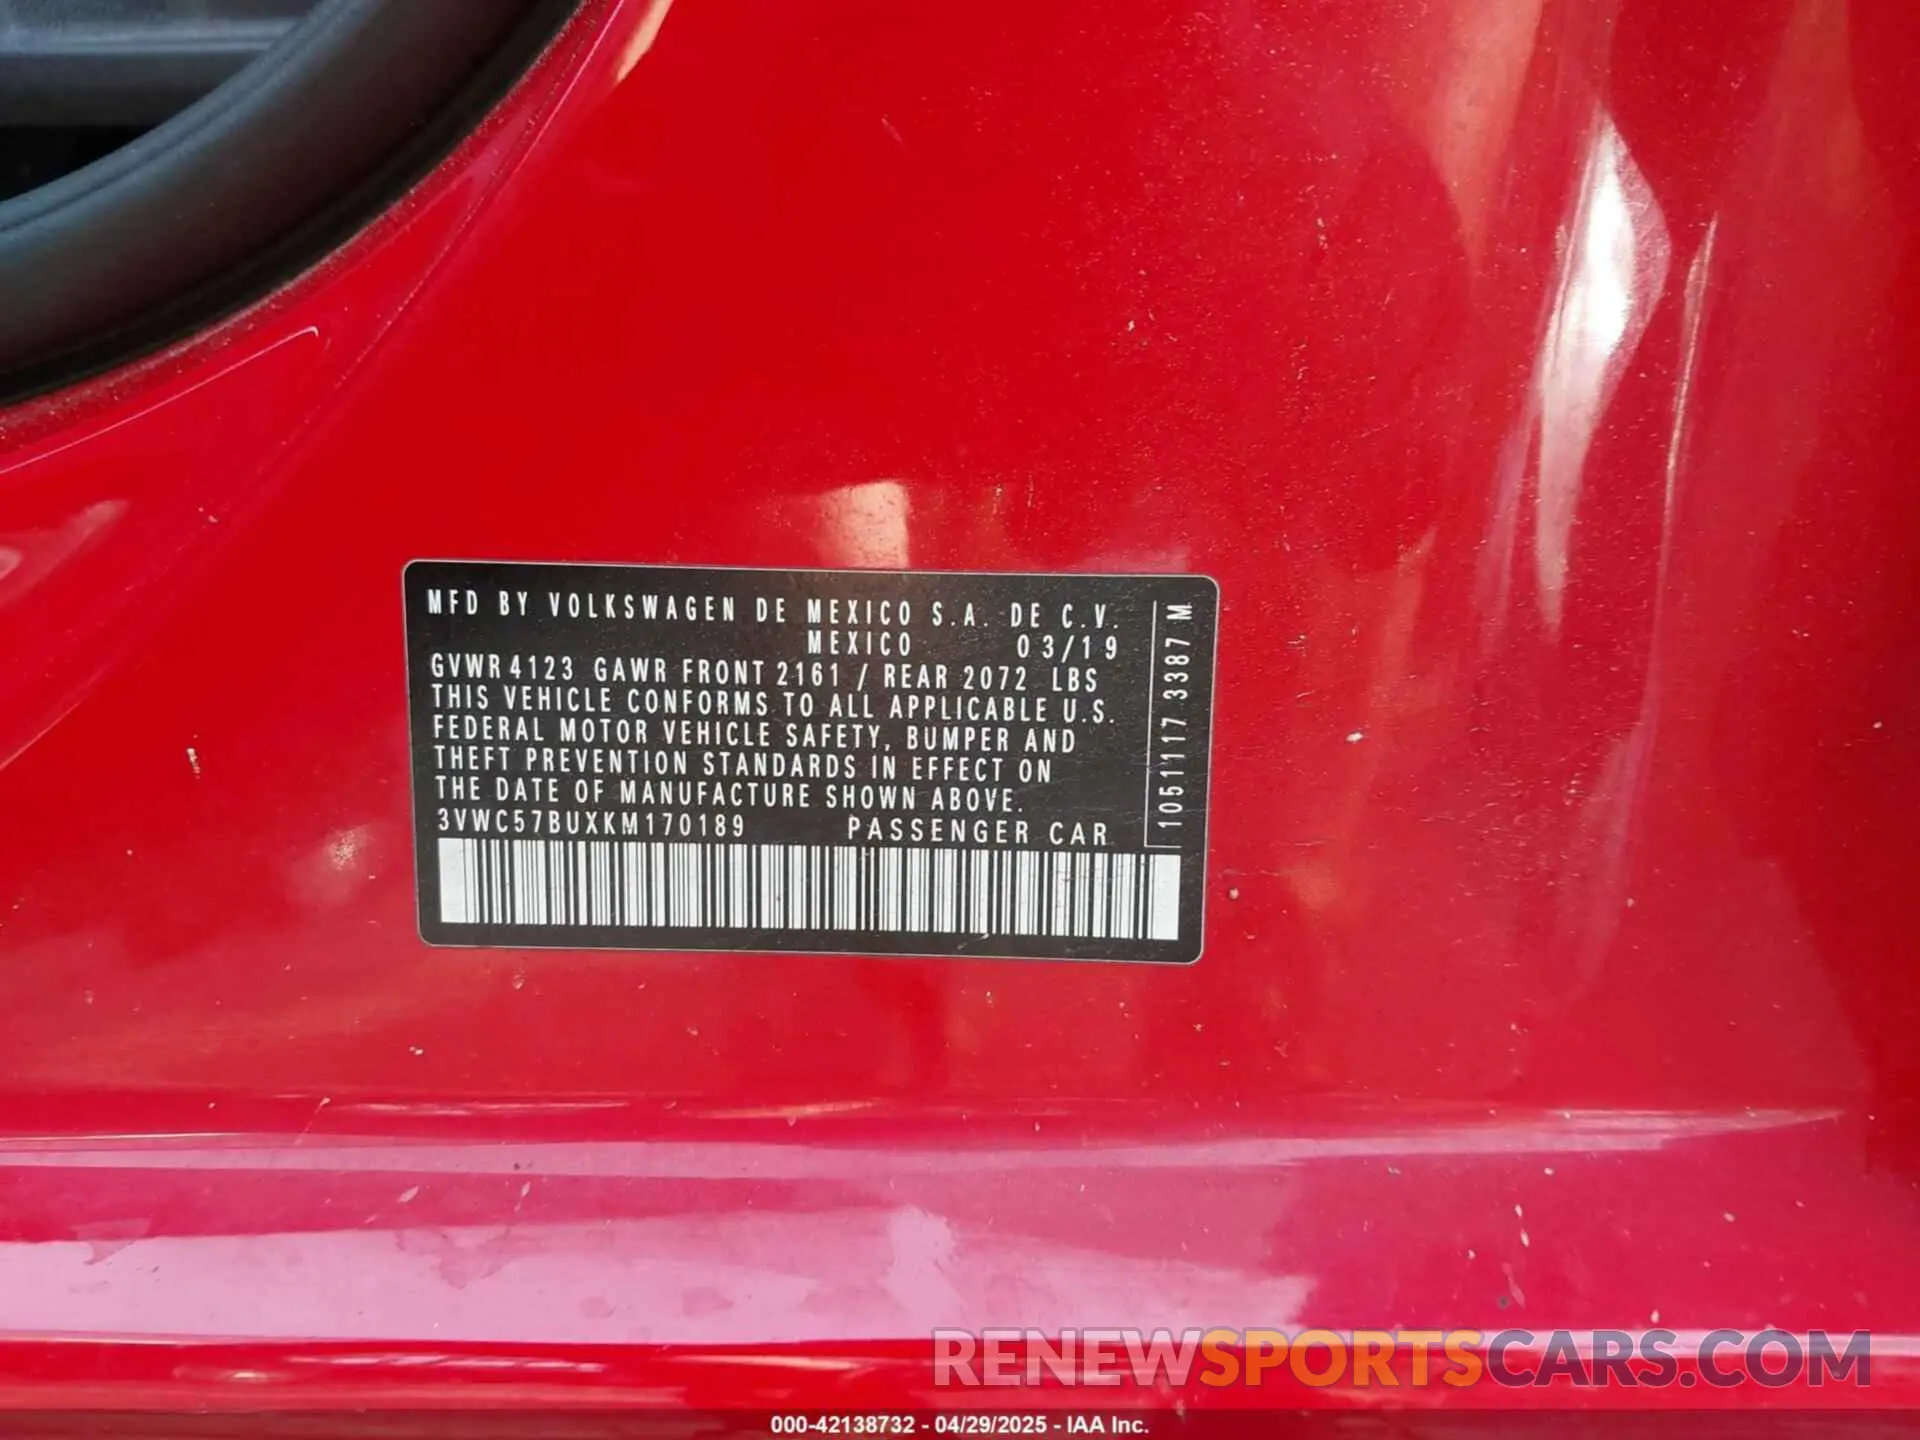 MFD BY VOLKSWAGEN DE MEXICO S.A. DE C.V.
MEXICO 03/19
GVWR 4123 GAWR FRONT 2161 / REAR 2072 LBS
THIS VEHICLE CONFORMS TO ALL APPLICABLE U.S.
FEDERAL MOTOR VEHICLE SAFETY, BUMPER AND
THEFT PREVENTION STANDARDS IN EFFECT ON
THE DATE OF MANUFACTURE SHOWN ABOVE.
3VWC57BUXKM170189 PASSENGER CAR
1051117 3387 M
RENEWSPORTSCARS.COM
000-42138732 - 04/29/2025 - IAA Inc.